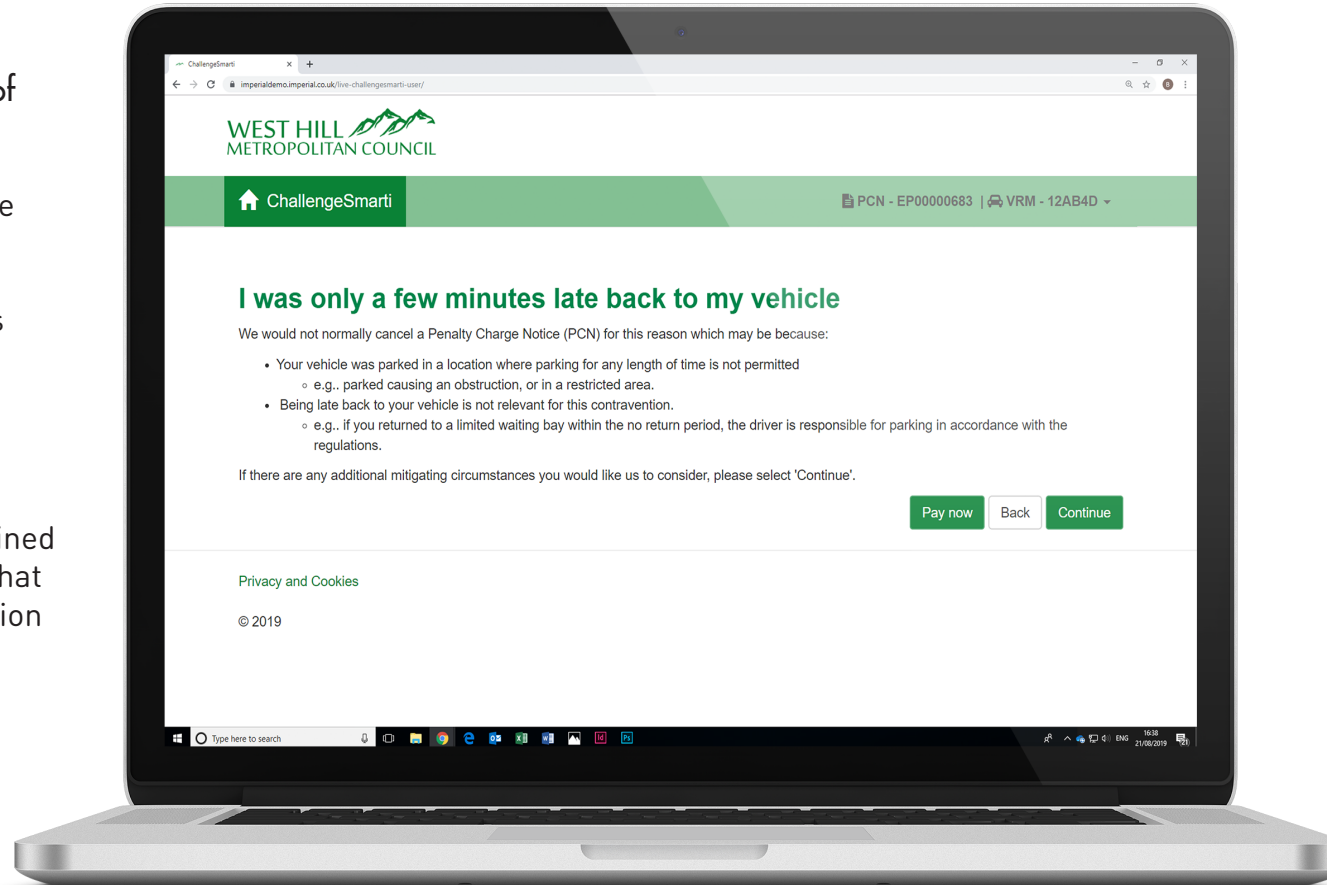 of
e
s
ined
hat
ion
ChallengeSmarti
imperialdemo.imperial.co.uk/live-challengesmarti-user/
B
WEST HILL
METROPOLITAN COUNCIL
ChallengeSmarti
PCN - EP00000683 | VRM - 12AB4D
I was only a few minutes late back to my vehicle
We would not normally cancel a Penalty Charge Notice (PCN) for this reason which may be because:
• Your vehicle was parked in a location where parking for any length of time is not permitted
◦ e.g.. parked causing an obstruction, or in a restricted area.
• Being late back to your vehicle is not relevant for this contravention.
◦ e.g.. if you returned to a limited waiting bay within the no return period, the driver is responsible for parking in accordance with the
regulations.
If there are any additional mitigating circumstances you would like us to consider, please select 'Continue'.
Pay now Back Continue
Privacy and Cookies
© 2019
Type here to search
ENG
16:38
21/08/2019
21